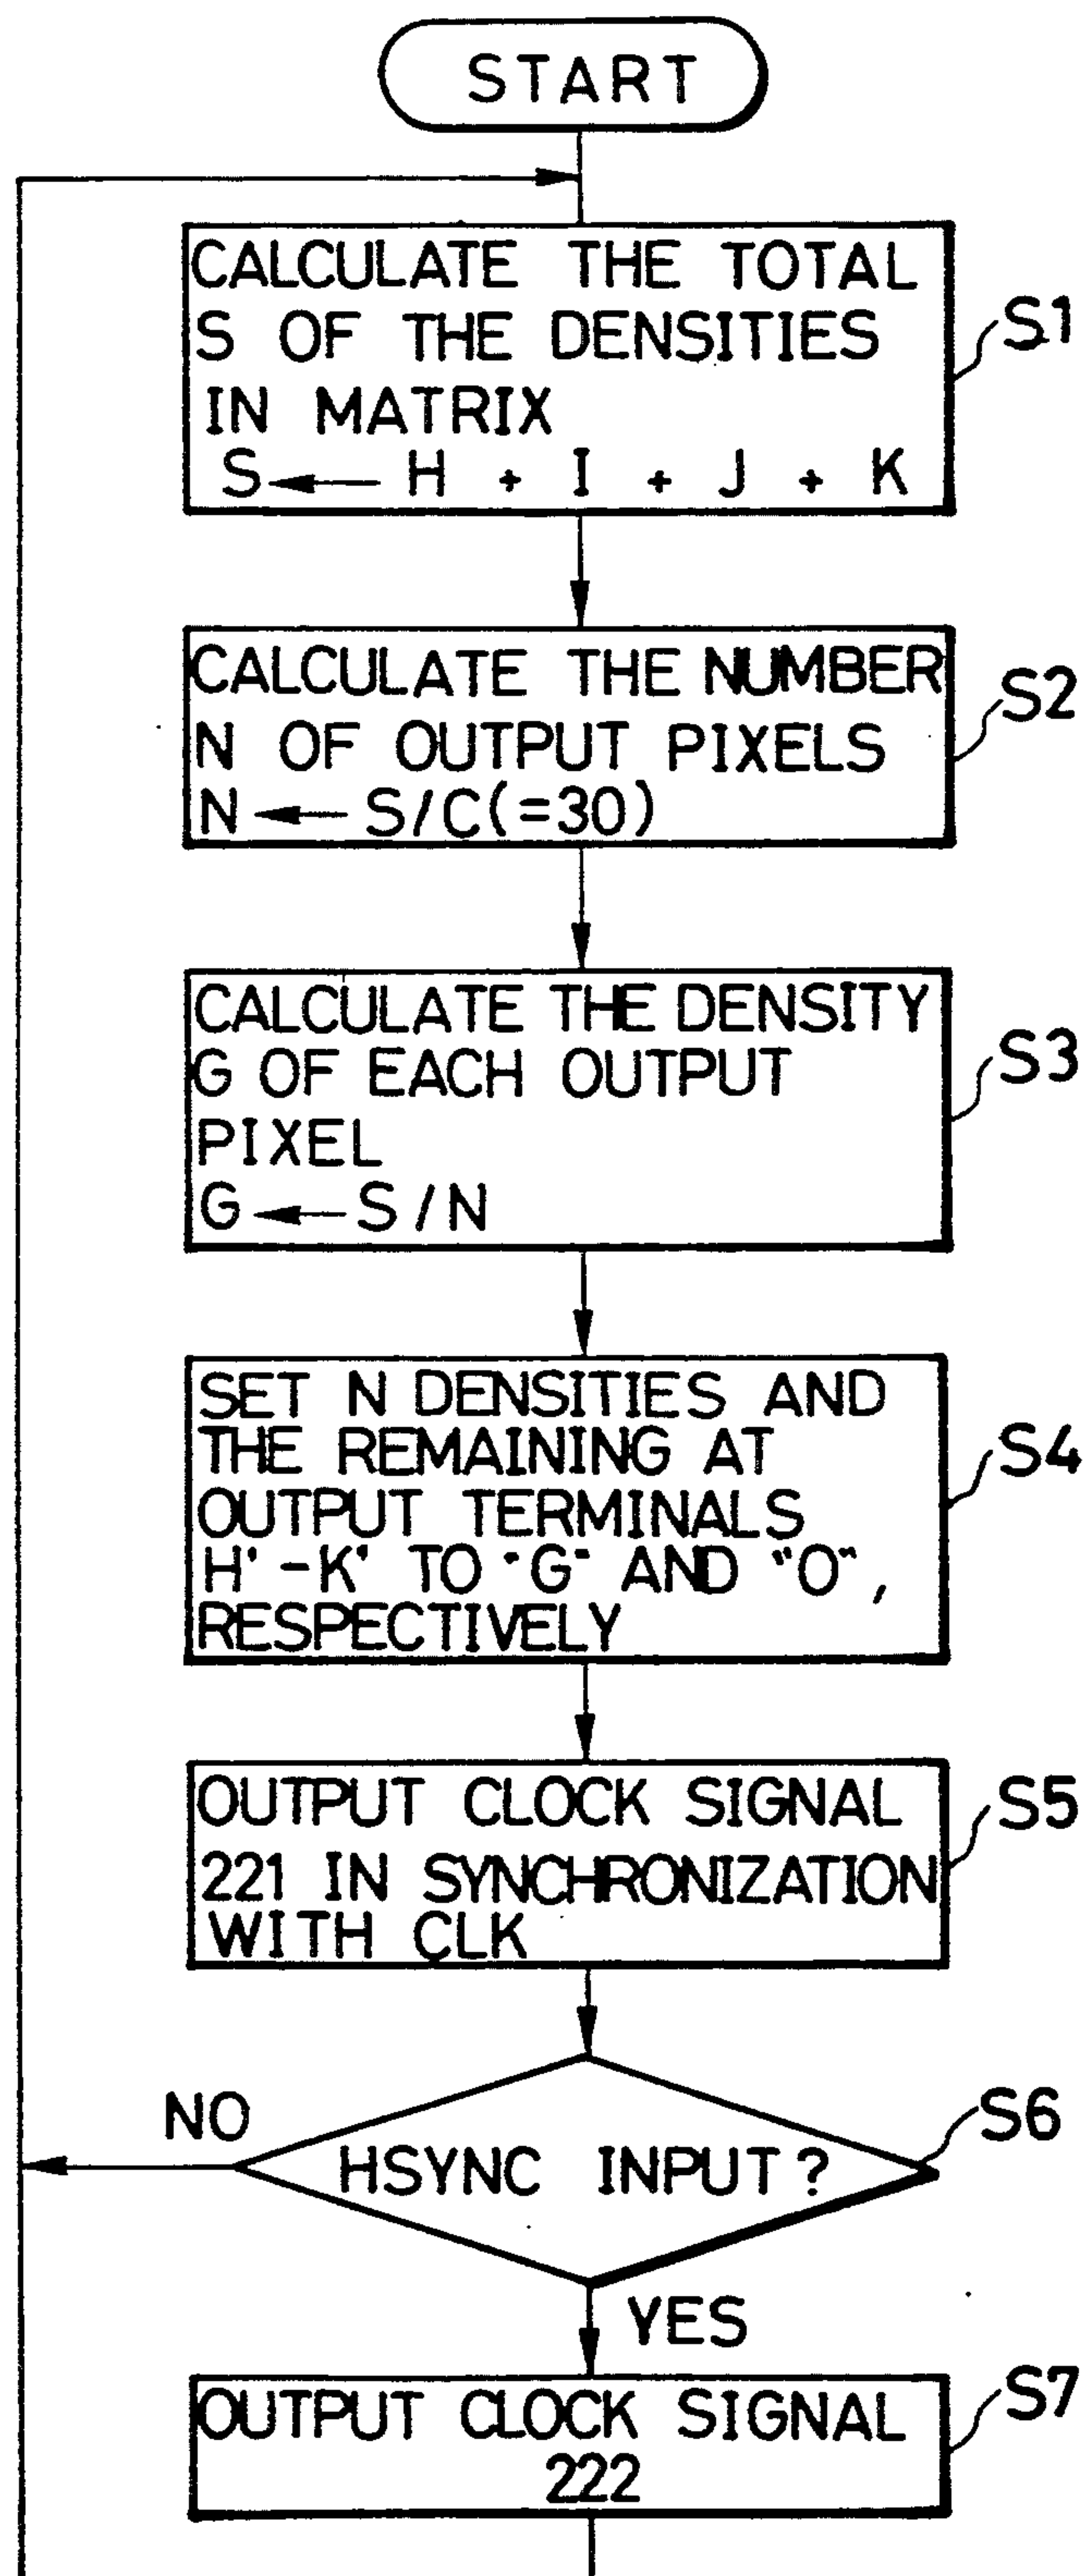 START
CALCULATE THE TOTAL
S OF THE DENSITIES
IN MATRIX
S ← H + I + J + K
S1
CALCULATE THE NUMBER
N OF OUTPUT PIXELS
N ← S/C(=30)
S2
CALCULATE THE DENSITY
G OF EACH OUTPUT
PIXEL
G ← S/N
S3
SET N DENSITIES AND
THE REMAINING AT
OUTPUT TERMINALS
H'-K' TO "G" AND "O",
RESPECTIVELY
S4
OUTPUT CLOCK SIGNAL
221 IN SYNCHRONIZATION
WITH CLK
S5
NO
HSYNC INPUT?
S6
YES
OUTPUT CLOCK SIGNAL
222
S7